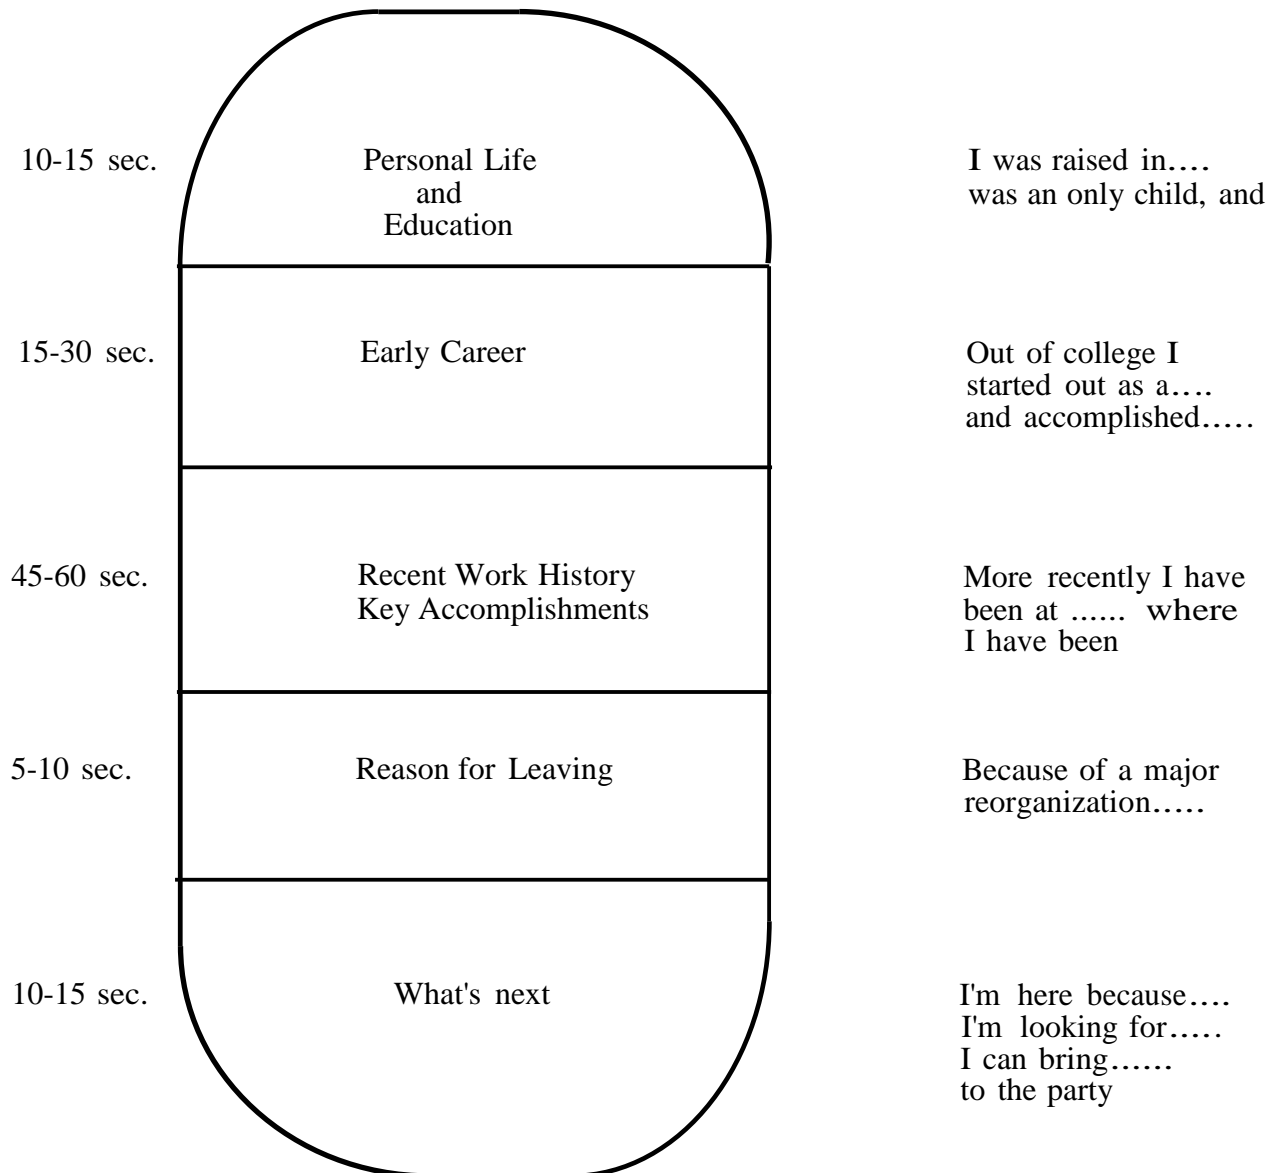 10-15 sec.
Personal Life
and
Education
I was raised in....
was an only child, and
15-30 sec.
Early Career
Out of college I
started out as a....
and accomplished.....
45-60 sec.
Recent Work History
Key Accomplishments
More recently I have
been at ...... where
I have been
5-10 sec.
Reason for Leaving
Because of a major
reorganization.....
10-15 sec.
What's next
I'm here because....
I'm looking for.....
I can bring......
to the party